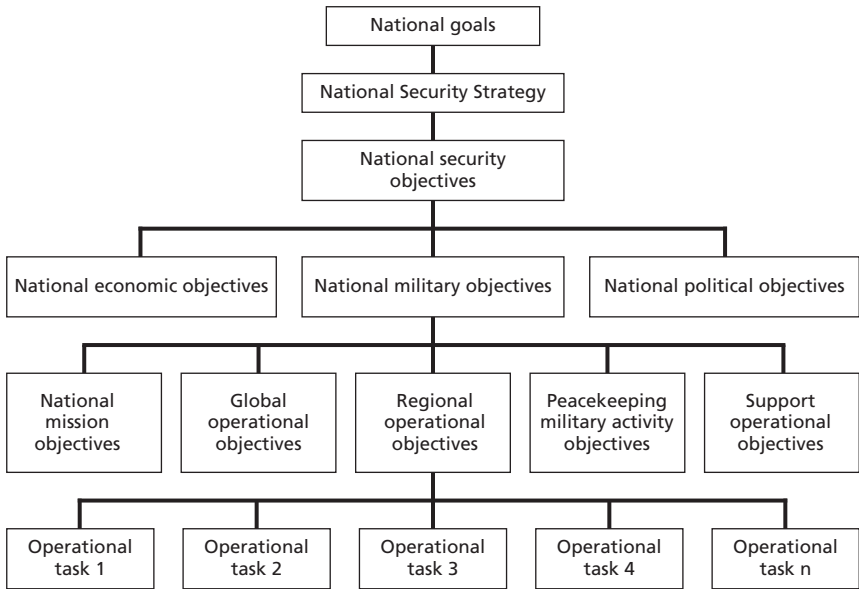 National goals
National Security Strategy
National security
objectives
National economic objectives
National military objectives
National political objectives
National
mission
objectives
Global
operational
objectives
Regional
operational
objectives
Peacekeeping
military activity
objectives
Support
operational
objectives
Operational
task 1
Operational
task 2
Operational
task 3
Operational
task 4
Operational
task n